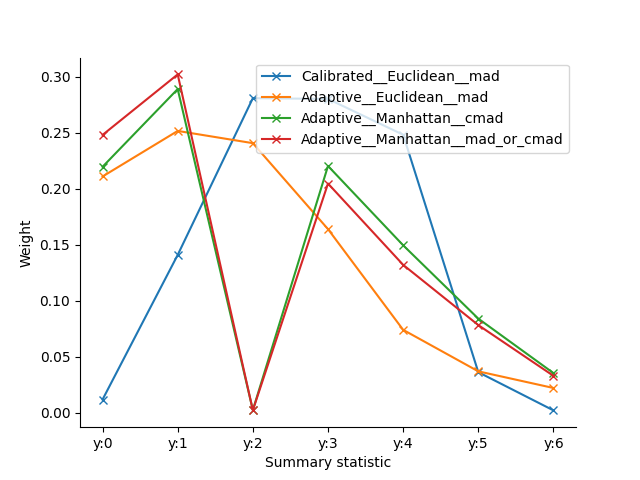 Calibrated__Euclidean__mad
Adaptive__Euclidean__mad
Adaptive__Manhattan__cmad
Adaptive__Manhattan__mad_or_cmad
Weight
0.30
0.25
0.20
0.15
0.10
0.05
0.00
y:0 y:1 y:2 y:3 y:4 y:5 y:6
Summary statistic